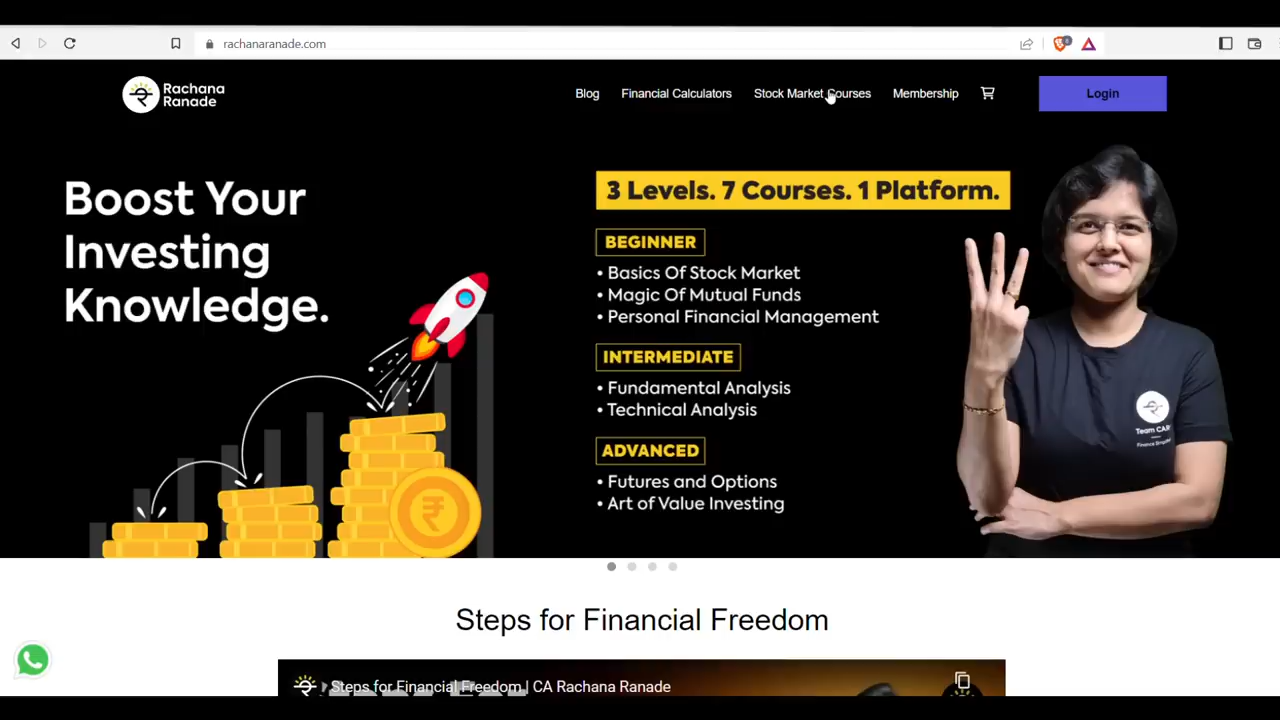 rachanaranade.com
Rachana
Ranade
Blog
Financial Calculators
Stock Market Courses
Membership
Login
Boost Your
Investing
Knowledge.
3 Levels. 7 Courses. 1 Platform.
BEGINNER
• Basics Of Stock Market
• Magic Of Mutual Funds
• Personal Financial Management
INTERMEDIATE
• Fundamental Analysis
• Technical Analysis
ADVANCED
• Futures and Options
• Art of Value Investing
₹
Team CARR
Steps for Financial Freedom
Steps for Financial Freedom | CA Rachana Ranade